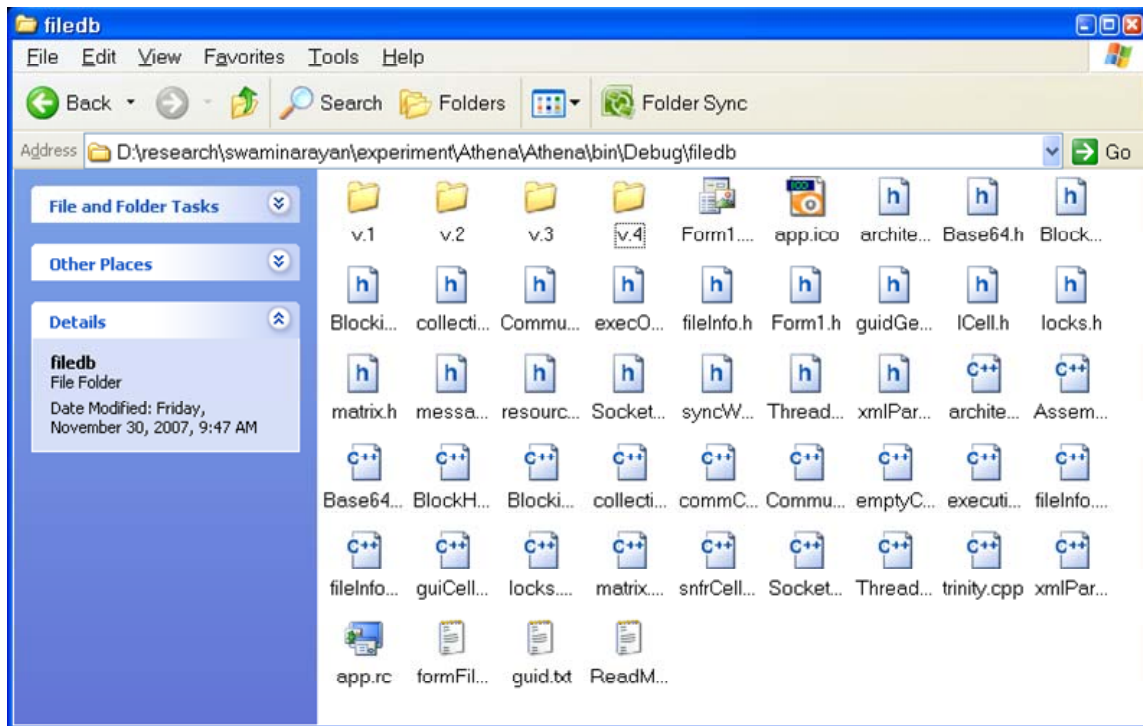 filedb
File Edit View Favorites Tools Help
Back Search Folders Folder Sync
Address D:\research\swaminarayan\experiment\Athena\Athena\bin\Debug\filedb Go
File and Folder Tasks
Other Places
Details
filedb
File Folder
Date Modified: Friday,
November 30, 2007, 9:47 AM
v.1 v.2 v.3 v.4 Form1.... app.ico archite... Base64.h Block...
Blocki... collecti... Commu... execO... fileInfo.h Form1.h guidGe... ICell.h locks.h
matrix.h messa... resourc... Socket... syncW... Thread... xmlPar... archite... Assem...
Base64... BlockH... Blocki... collecti... commC... Commu... emptyC... executi... fileInfo....
fileInfo... guiCell... locks.... matrix.... snfrCell... Socket... Thread... trinity.cpp xmlPar...
app.rc formFil... guid.txt ReadM...